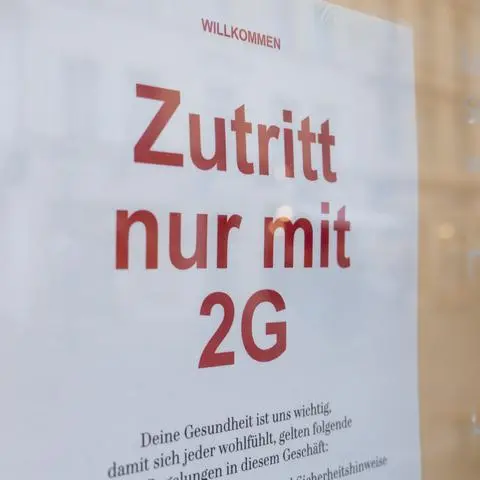 WILLKOMMEN
Zutritt
nur mit
2G
Deine Gesundheit ist uns wichtig,
damit sich jeder wohlfühlt, gelten folgende
Regelungen in diesem Geschäft:
Sicherheitshinweise